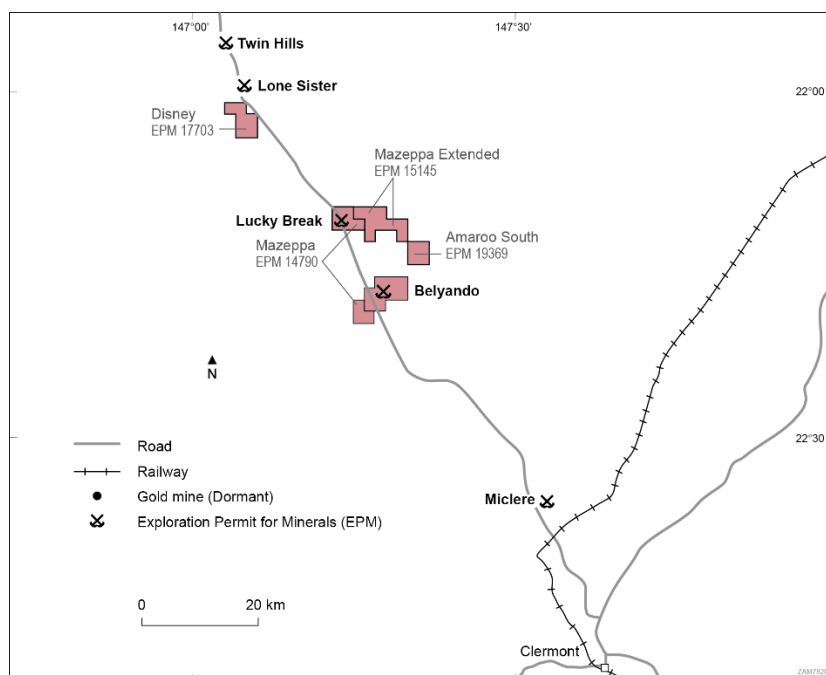 147°00'
147°30'
Twin Hills
Lone Sister
22°00'
Disney
EPM 17703
Mazeppa Extended
EPM 15145
Lucky Break
Amaroo South
EPM 19369
Mazeppa
EPM 14790
Belyando
N
22°30'
Road
Railway
Gold mine (Dormant)
Exploration Permit for Minerals (EPM)
Miclere
0 20 km
Clermont